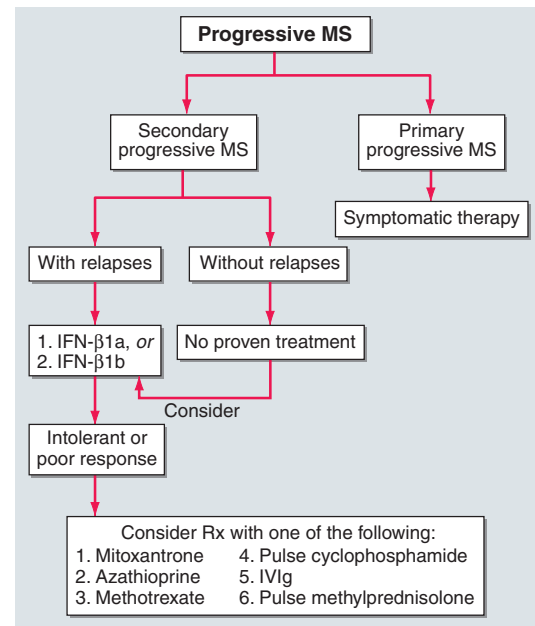 Progressive MS
Secondary
progressive MS
Primary
progressive MS
Symptomatic therapy
With relapses
Without relapses
1. IFN-β1a, or
2. IFN-β1b
No proven treatment
Consider
Intolerant or
poor response
Consider Rx with one of the following:
1. Mitoxantrone
2. Azathioprine
3. Methotrexate
4. Pulse cyclophosphamide
5. IVIg
6. Pulse methylprednisolone